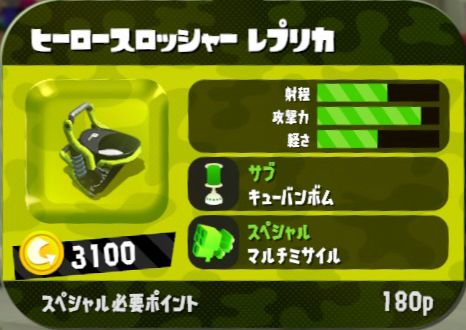 ヒーロースロッシャー レプリカ
射程
攻撃力
軽さ
サブ
キューバンボム
スペシャル
マルチミサイル
3100
スペシャル必要ポイント 180p